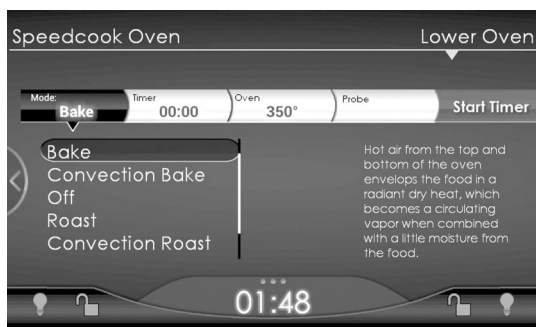 Speedcook Oven
Lower Oven
Mode:
Bake
Timer
00:00
Oven
350°
Probe
Start Timer
Bake
Convection Bake
Off
Roast
Convection Roast
Hot air from the top and
bottom of the oven
envelops the food in a
radiant dry heat, which
becomes a circulating
vapor when combined
with a little moisture from
the food.
01:48